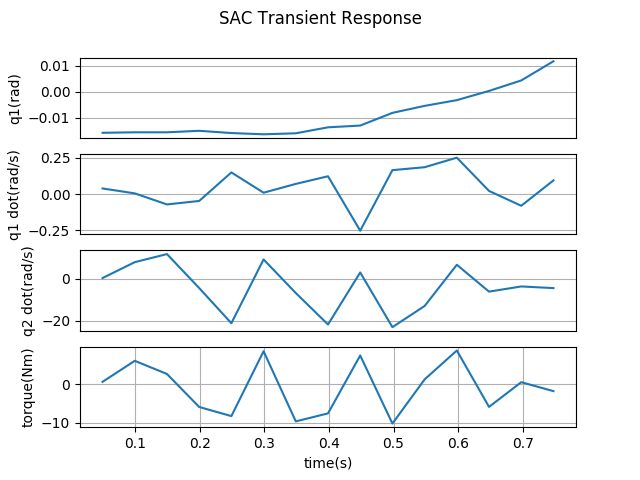 SAC Transient Response
q1(rad)
0.01
0.00
−0.01
q1 dot(rad/s)
0.25
0.00
−0.25
q2 dot(rad/s)
0
−20
torque(Nm)
0
−10
0.1 0.2 0.3 0.4 0.5 0.6 0.7
time(s)